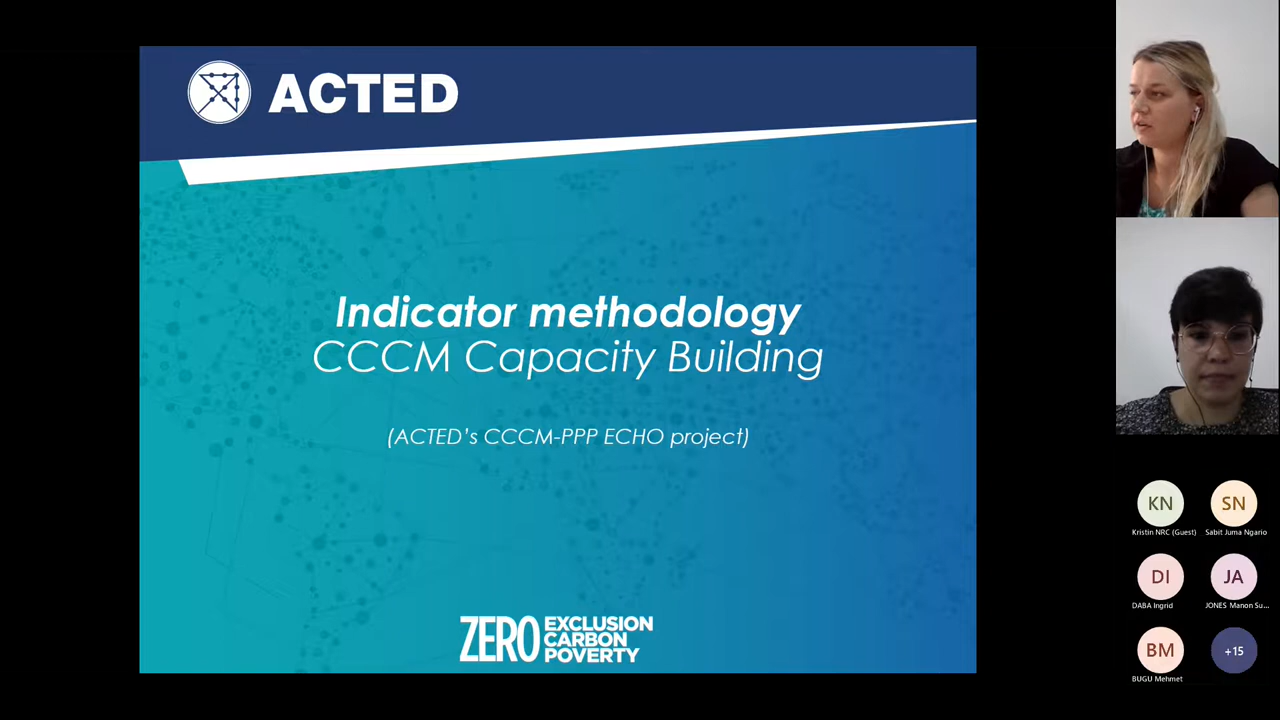 ACTED
Indicator methodology
CCCM Capacity Building
(ACTED's CCCM-PPP ECHO project)
ZERO EXCLUSION
CARBON
POVERTY
KN
SN
Kristin NRC (Guest)
Sabit Juma Ngario
DI
JA
DABA Ingrid
JONES Manon Su...
BM
+15
BUGU Mehmet